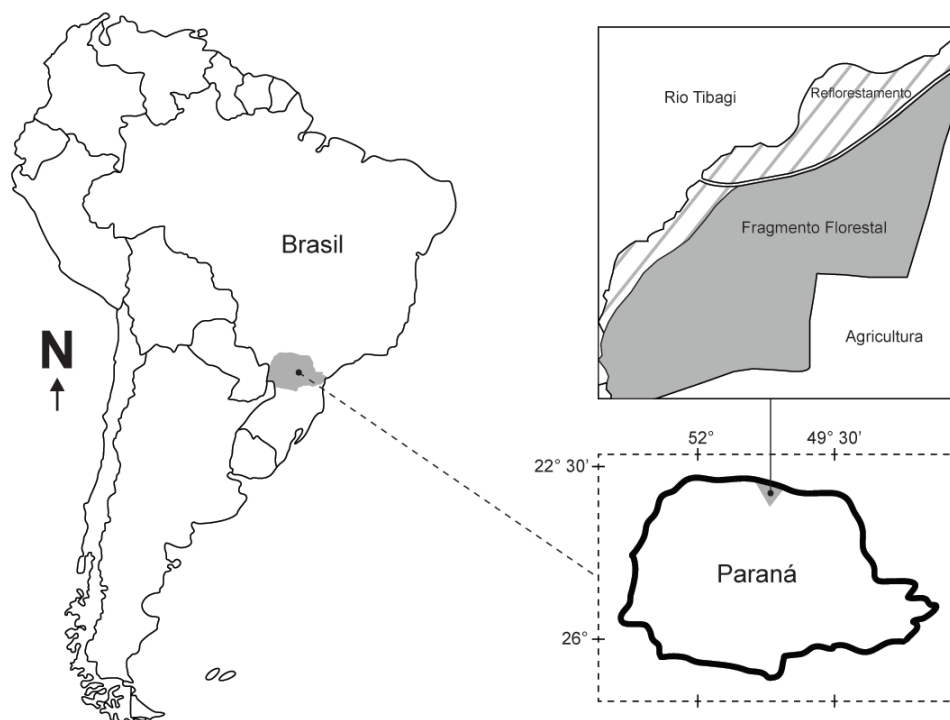 Brasil
N
Rio Tibagi
Reflorestamento
Fragmento Florestal
Agricultura
52°
49° 30'
22° 30'
Paraná
26°